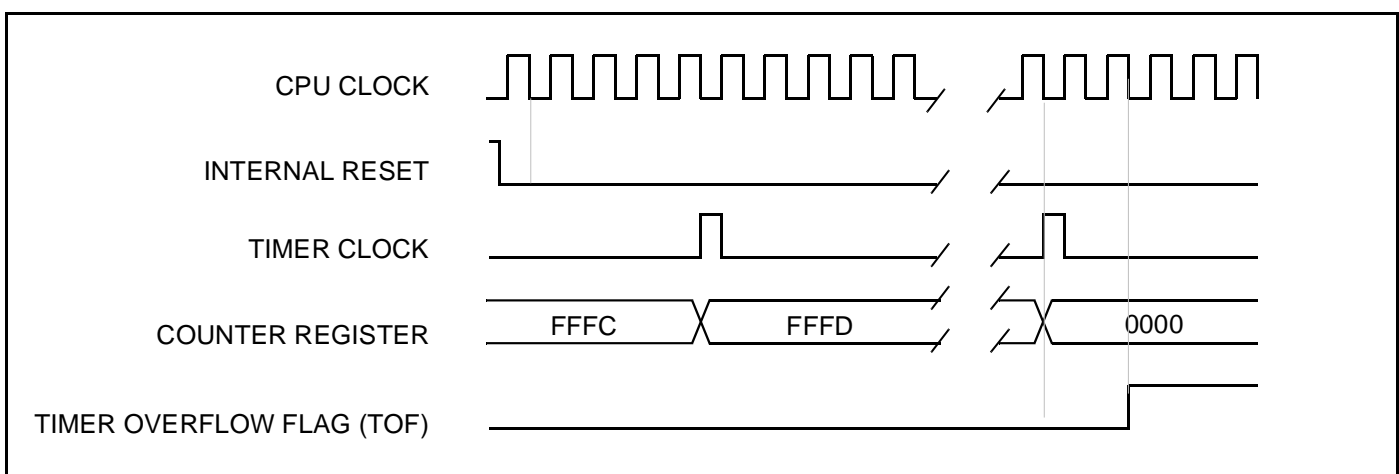 CPU CLOCK
INTERNAL RESET
TIMER CLOCK
COUNTER REGISTER FFFC FFFD 0000
TIMER OVERFLOW FLAG (TOF)